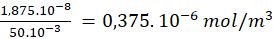 1,875.10⁻⁸
50.10⁻³ = 0,375. 10⁻⁶ mol/m³